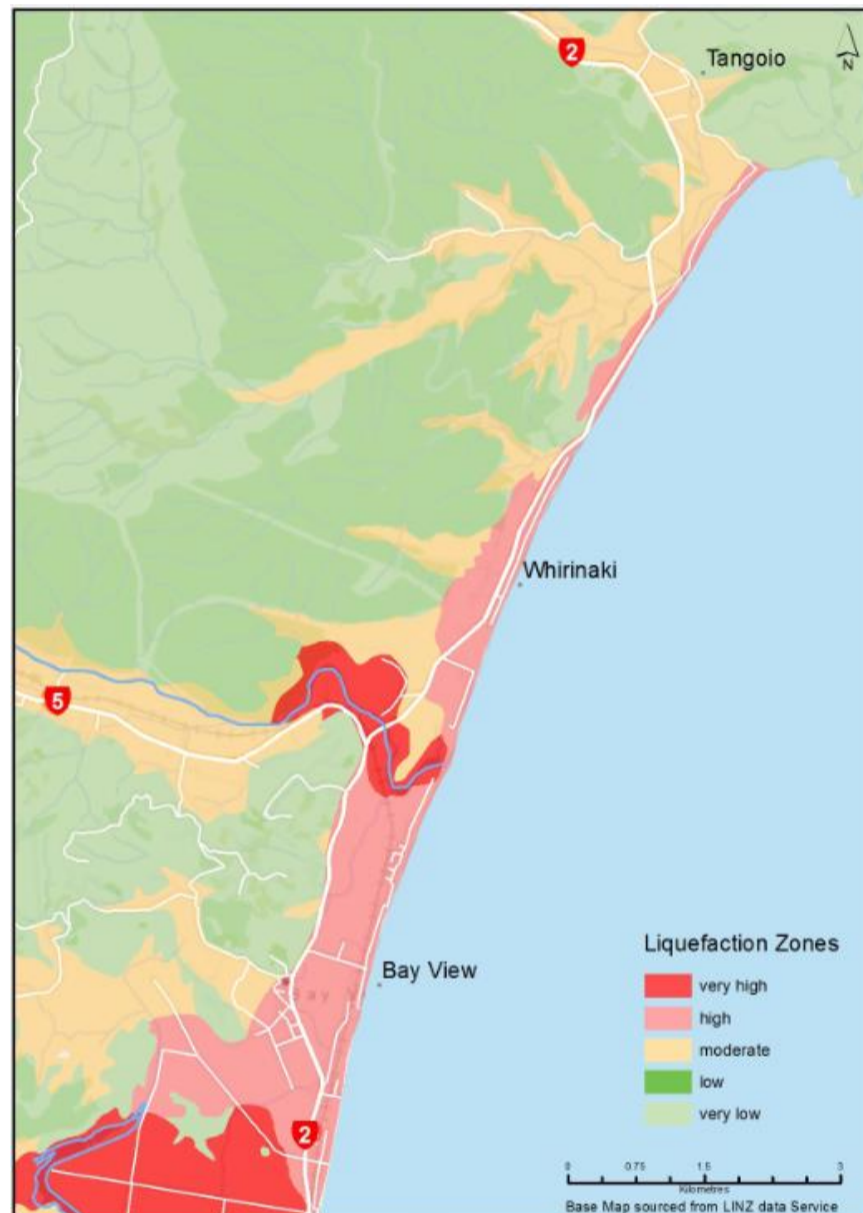 2
Tangoio
N
Whirinaki
5
Bay View
Liquefaction Zones
very high
high
moderate
low
very low
2
0 0.75 1.5 3
Kilometres
Base Map sourced from LINZ data Service